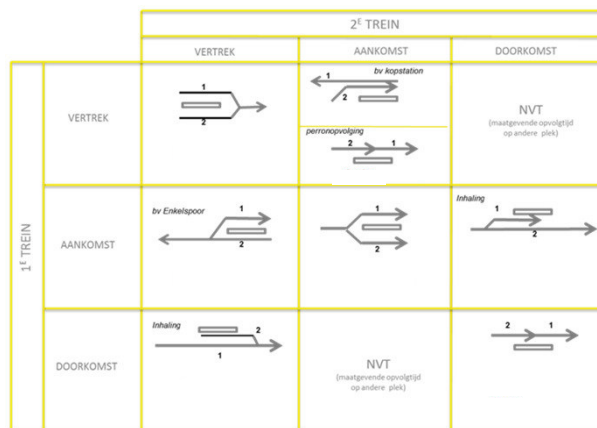 2E TREIN
VERTREK
AANKOMST
DOORKOMST
1E TREIN
VERTREK
1
2
bv kopstation
1
2
perronopvolging
2
1
NVT
(maatgevende opvolgtijd
op andere plek)
AANKOMST
bv Enkelspoor
1
2
1
2
Inhaling
1
2
DOORKOMST
Inhaling
2
1
NVT
(maatgevende opvolgtijd
op andere plek)
2
1